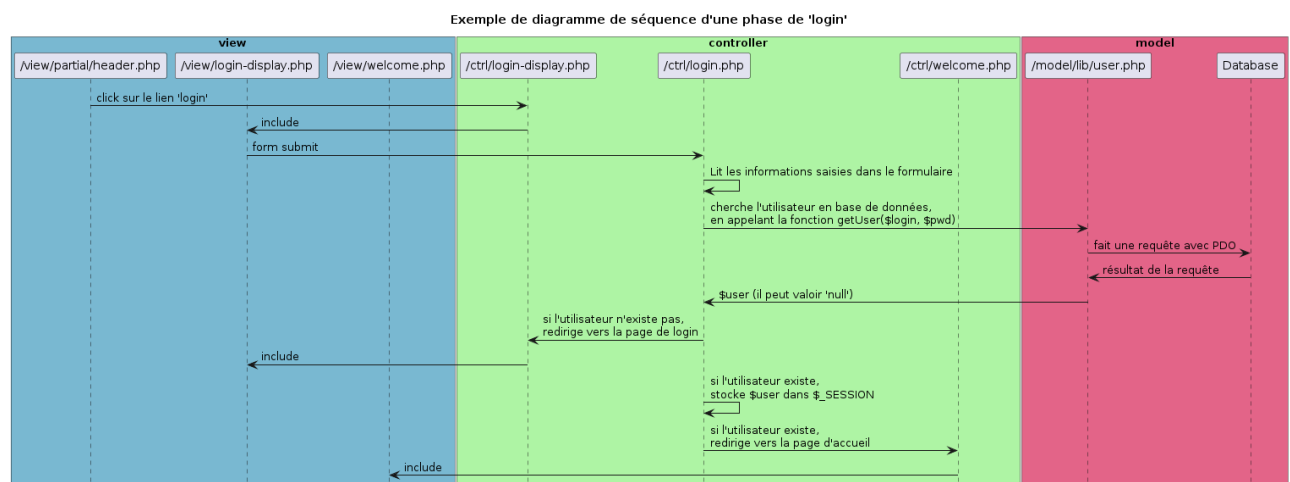 Exemple de diagramme de séquence d'une phase de 'login'
view
controller
model
/view/partial/header.php
/view/login-display.php
/view/welcome.php
/ctrl/login-display.php
/ctrl/login.php
/ctrl/welcome.php
/model/lib/user.php
Database
click sur le lien 'login'
include
form submit
Lit les informations saisies dans le formulaire
cherche l'utilisateur en base de données,
en appelant la fonction getUser($login, $pwd)
fait une requête avec PDO
résultat de la requête
$user (il peut valoir 'null')
si l'utilisateur n'existe pas,
redirige vers la page de login
include
si l'utilisateur existe,
stocke $user dans $_SESSION
si l'utilisateur existe,
redirige vers la page d'accueil
include